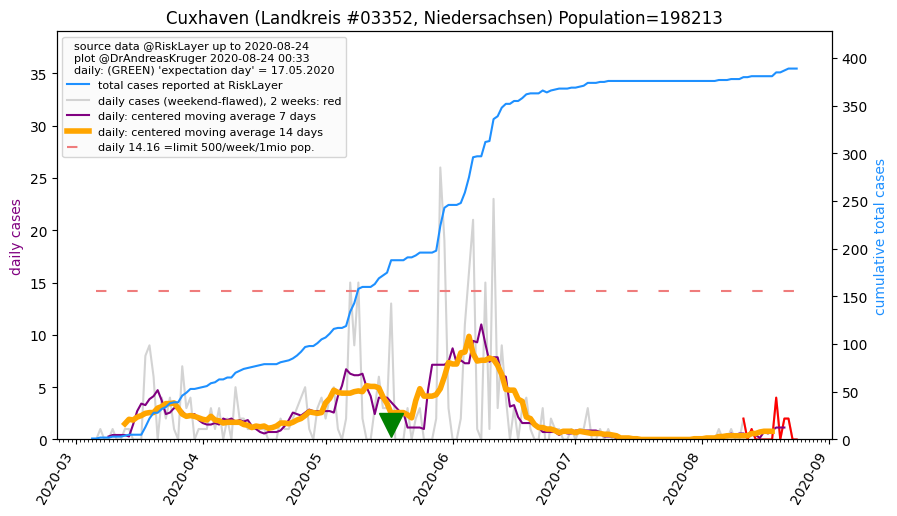 Cuxhaven (Landkreis #03352, Niedersachsen) Population=198213
source data @RiskLayer up to 2020-08-24
plot @DrAndreasKruger 2020-08-24 00:33
daily: (GREEN) 'expectation day' = 17.05.2020
total cases reported at RiskLayer
daily cases (weekend-flawed), 2 weeks: red
daily: centered moving average 7 days
daily: centered moving average 14 days
daily 14.16 =limit 500/week/1mio pop.
daily cases
35
30
25
20
15
10
5
0
400
350
300
250
200
150
100
50
0
cumulative total cases
2020-03
2020-04
2020-05
2020-06
2020-07
2020-08
2020-09